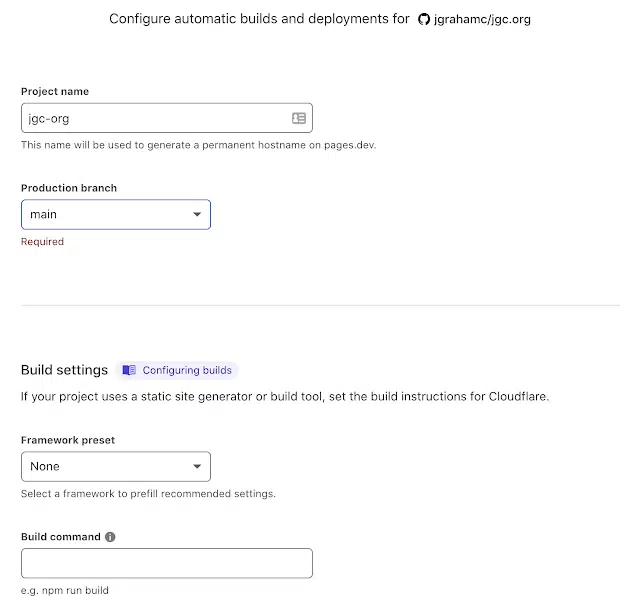 Configure automatic builds and deployments for jgrahamc/jgc.org
Project name
jgc-org
This name will be used to generate a permanent hostname on pages.dev.
Production branch
main
Required
Build settings Configuring builds
If your project uses a static site generator or build tool, set the build instructions for Cloudflare.
Framework preset
None
Select a framework to prefill recommended settings.
Build command
e.g. npm run build